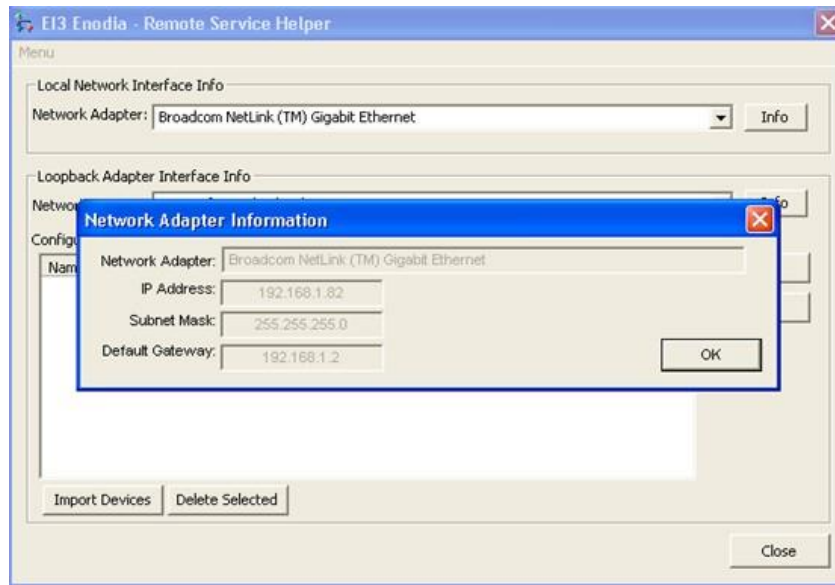 EI3 Enodia - Remote Service Helper
Menu
Local Network Interface Info
Network Adapter: Broadcom NetLink (TM) Gigabit Ethernet Info
Loopback Adapter Interface Info
Network Adapter Information
Network Adapter: Broadcom NetLink (TM) Gigabit Ethernet
IP Address: 192.168.1.82
Subnet Mask: 255.255.255.0
Default Gateway: 192.168.1.2
OK
Import Devices Delete Selected
Close